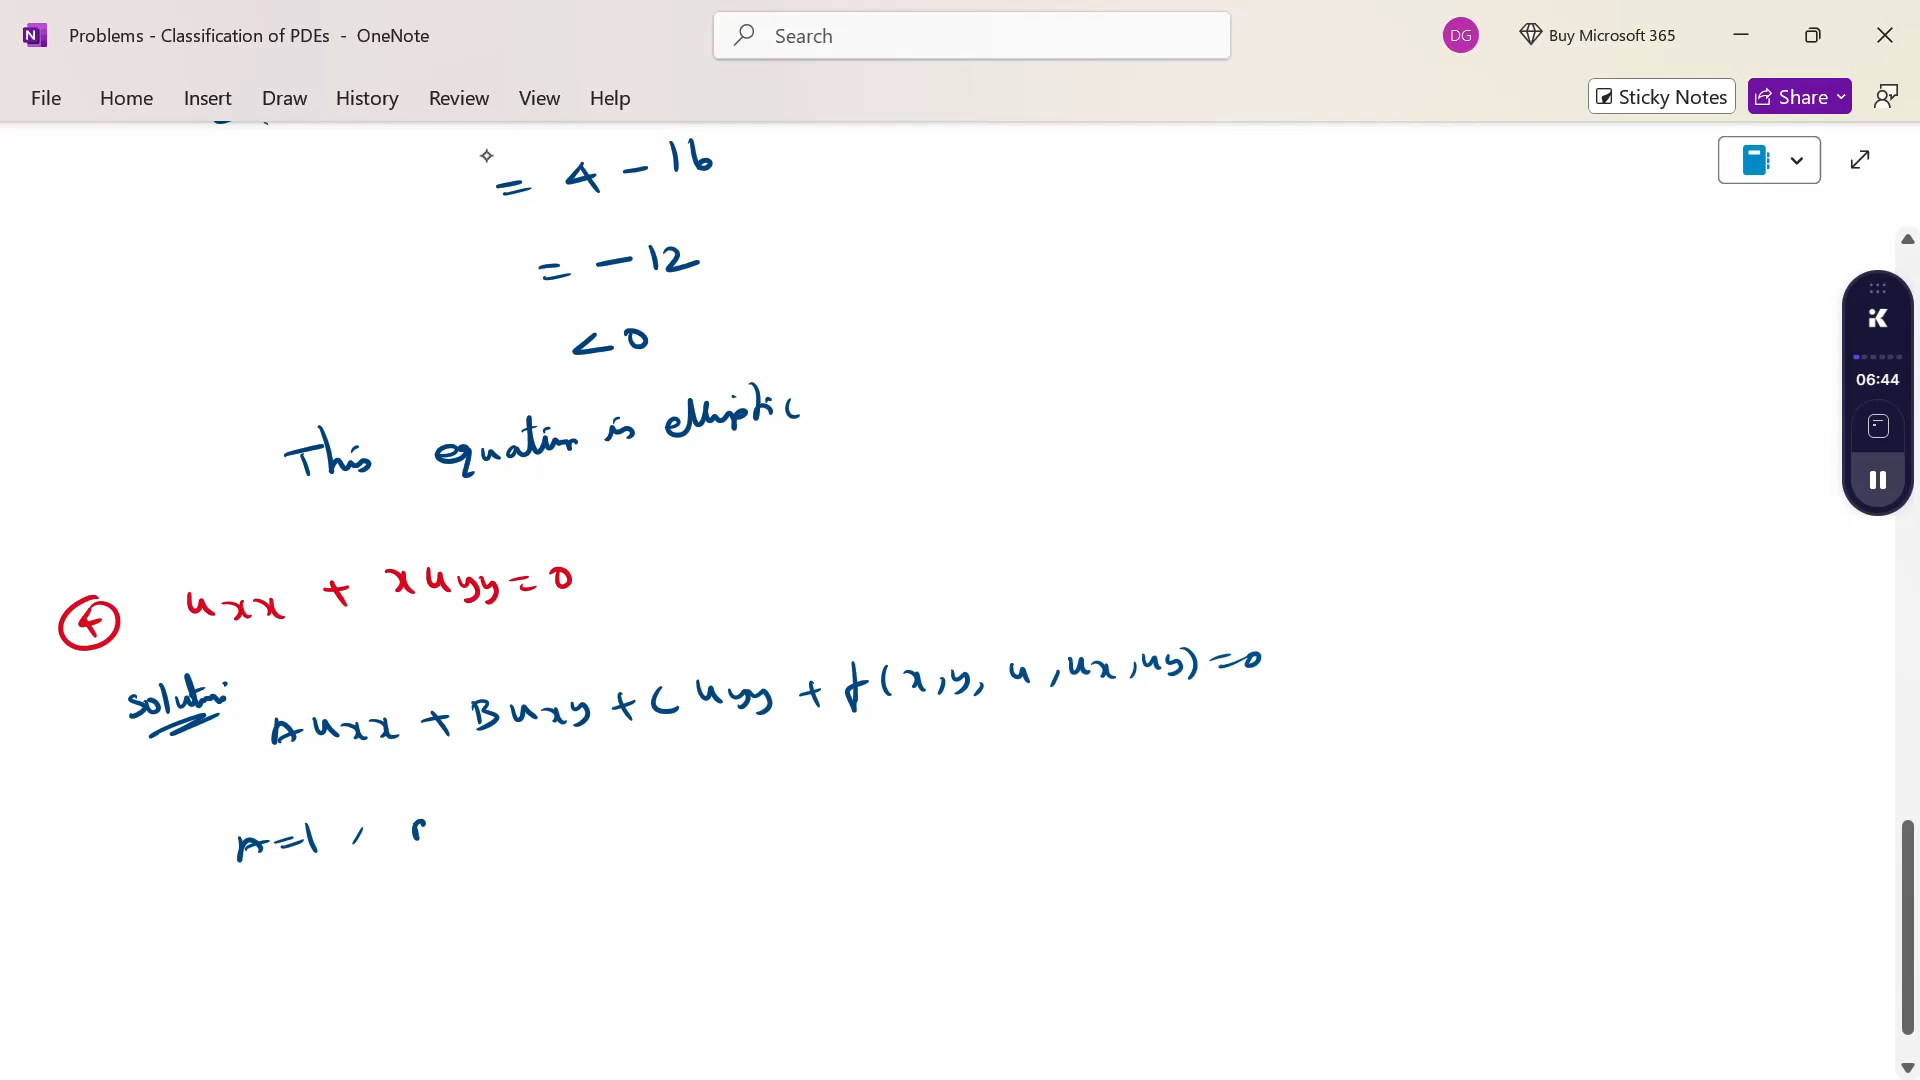 Problems - Classification of PDEs - OneNote
Search
DG
Buy Microsoft 365
File Home Insert Draw History Review View Help
Sticky Notes
Share
= 4 - 16
= - 12
< 0
06:44
This equation is elliptic
④ uxx + x uyy = 0
solution
A uxx + B uxy + C uyy + f(x, y, u, ux, uy) = 0
A = 1 ,